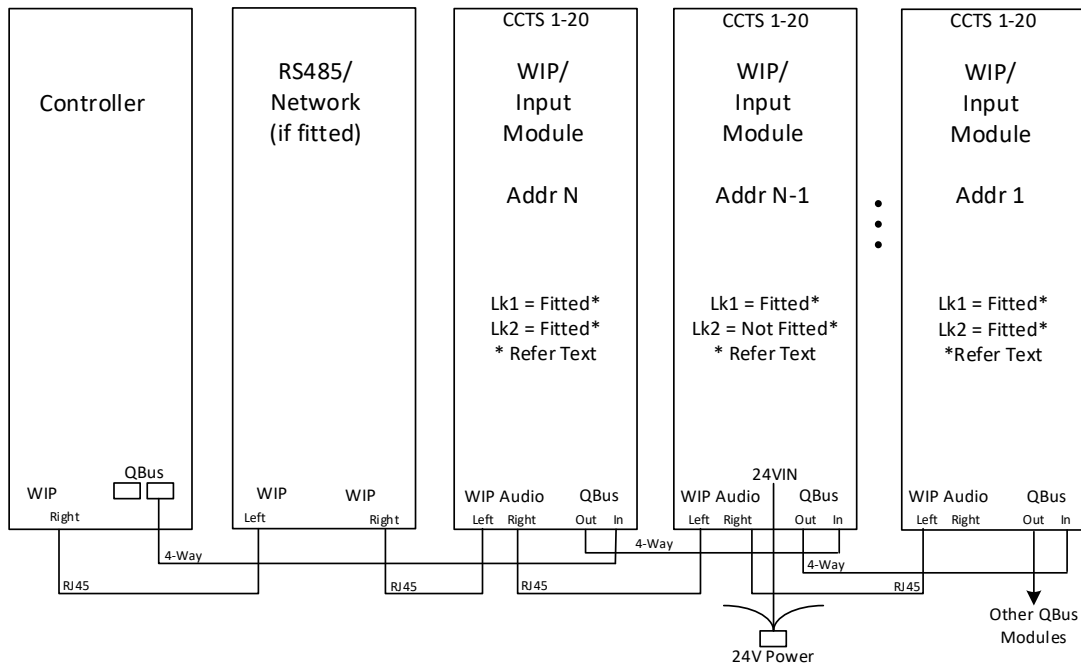 Controller
QBus
WIP
Right
RS485/
Network
(if fitted)
WIP
WIP
Left
Right
CCTS 1-20
WIP/
Input
Module
Addr N
Lk1 = Fitted*
Lk2 = Fitted*
* Refer Text
WIP Audio
QBus
Left
Right
Out
In
CCTS 1-20
WIP/
Input
Module
Addr N-1
Lk1 = Fitted*
Lk2 = Not Fitted*
* Refer Text
24VIN
WIP Audio
QBus
Left
Right
Out
In
CCTS 1-20
WIP/
Input
Module
Addr 1
Lk1 = Fitted*
Lk2 = Fitted*
*Refer Text
WIP Audio
QBus
Left
Right
Out
In
4-Way
4-Way
4-Way
RJ45
RJ45
RJ45
RJ45
24V Power
Other QBus
Modules